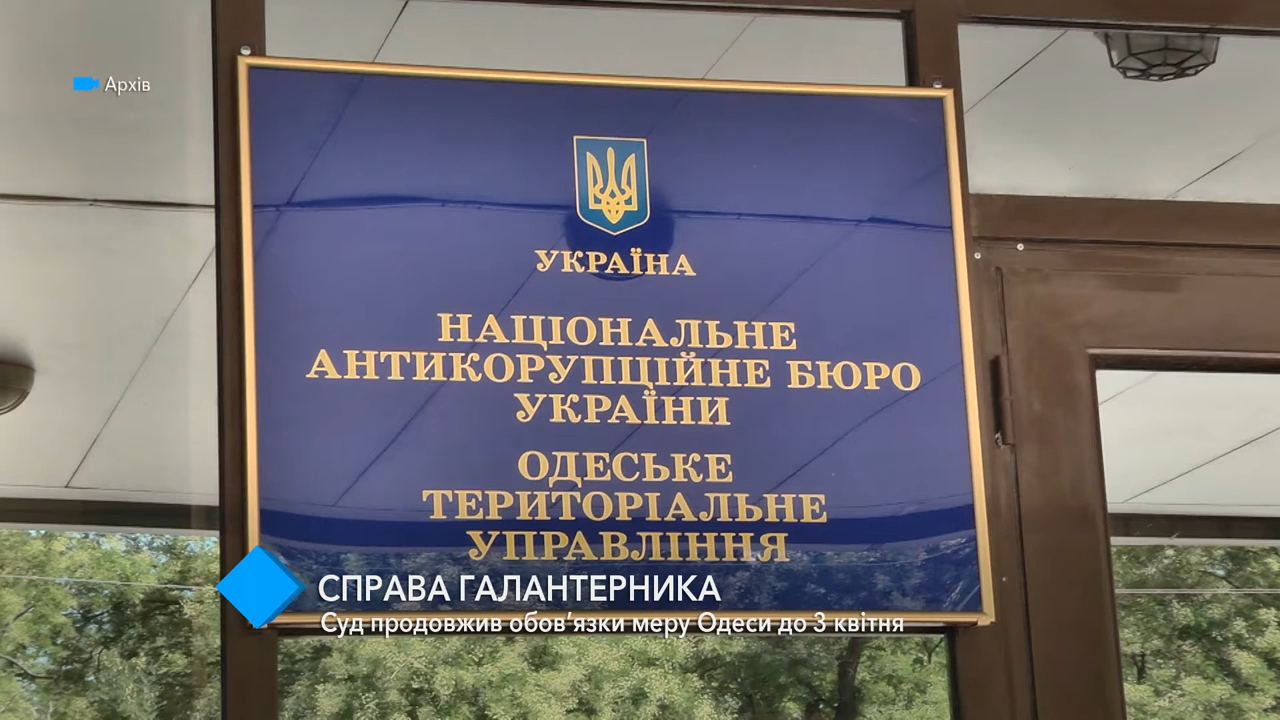 Архів
УКРАЇНА
НАЦІОНАЛЬНЕ
АНТИКОРУПЦІЙНЕ БЮРО
УКРАЇНИ
ОДЕСЬКЕ
ТЕРИТОРІАЛЬНЕ
УПРАВЛІННЯ
СПРАВА ГАЛАНТЕРНИКА
Суд продовжив обов'язки меру Одеси до 3 квітня